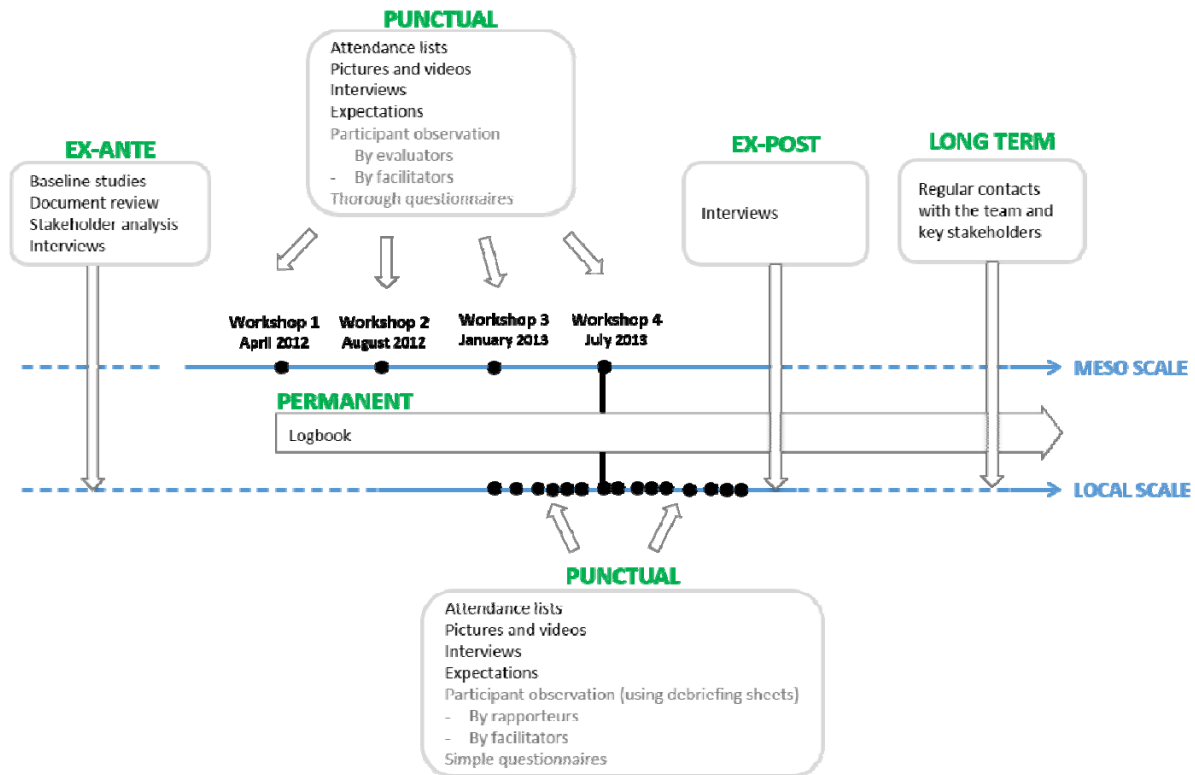 PUNCTUAL
Attendance lists
Pictures and videos
Interviews
Expectations
Participant observation
By evaluators
- By facilitators
Thorough questionnaires
EX-ANTE
Baseline studies
Document review
Stakeholder analysis
Interviews
EX-POST
Interviews
LONG TERM
Regular contacts
with the team and
key stakeholders
Workshop 1
April 2012
Workshop 2
August 2012
Workshop 3
January 2013
Workshop 4
July 2013
MESO SCALE
PERMANENT
Logbook
LOCAL SCALE
PUNCTUAL
Attendance lists
Pictures and videos
Interviews
Expectations
Participant observation (using debriefing sheets)
- By rapporteurs
- By facilitators
Simple questionnaires